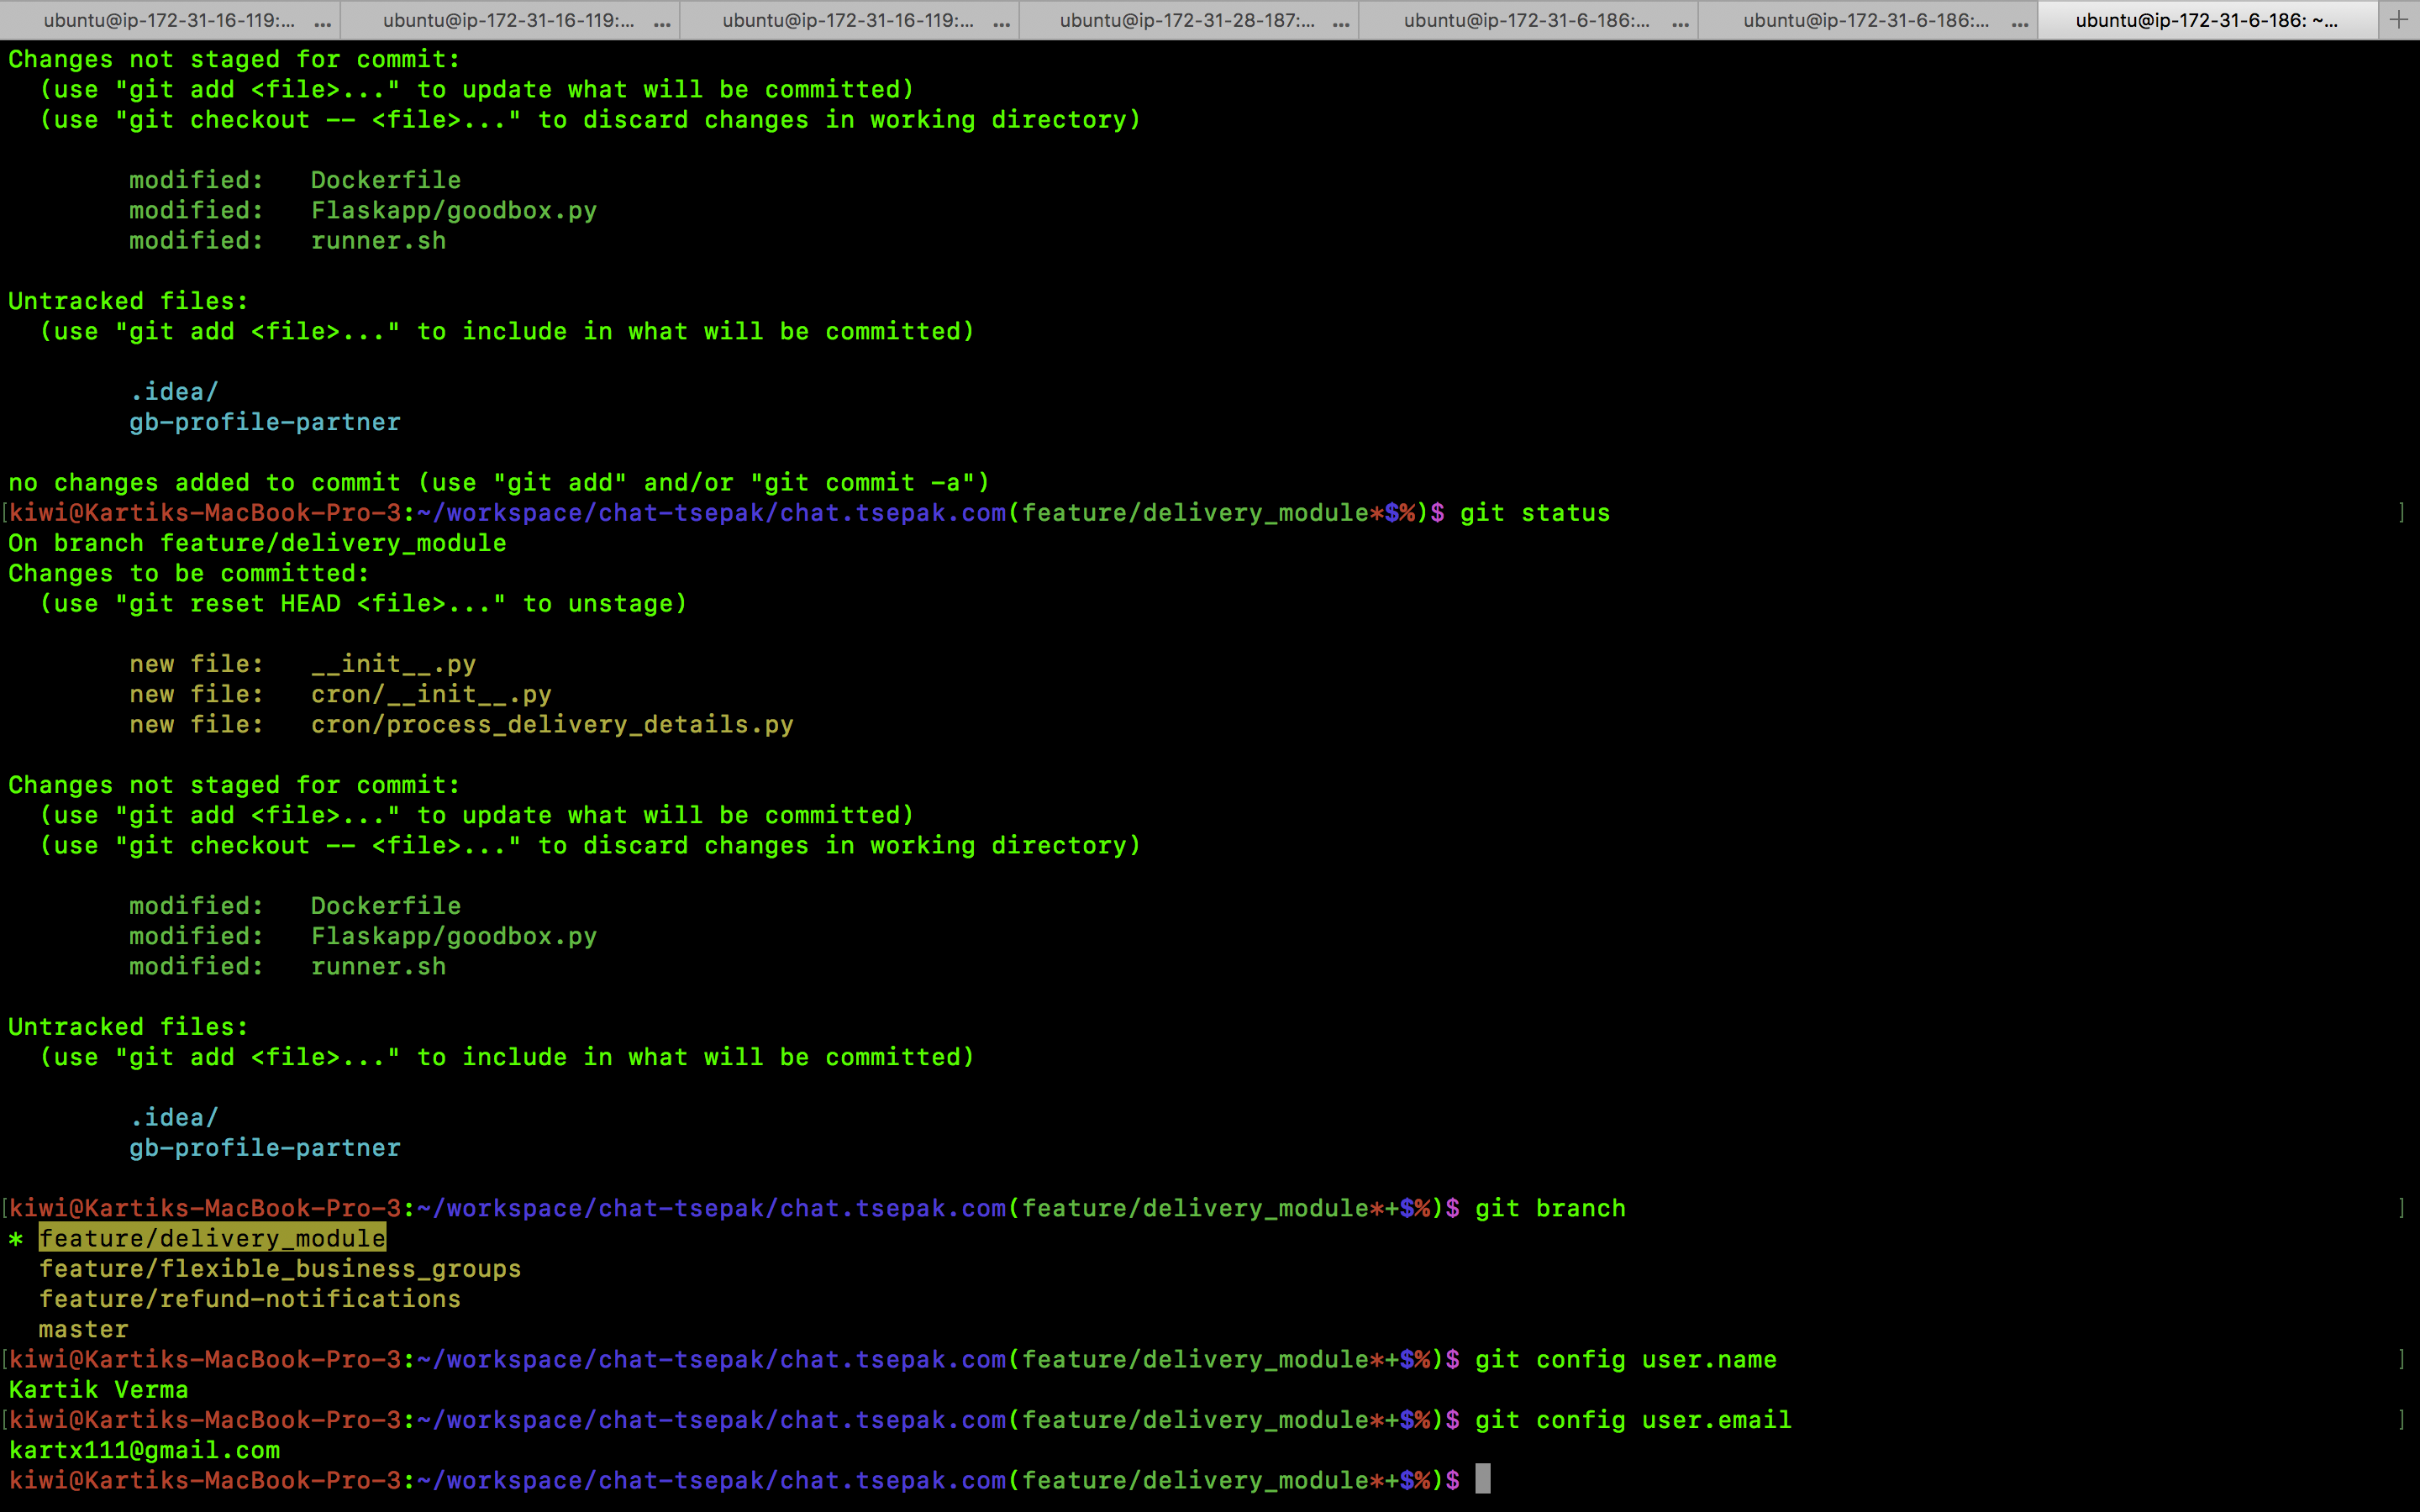 ubuntu@ip-172-31-16-119:... ... ubuntu@ip-172-31-16-119:... ... ubuntu@ip-172-31-16-119:... ... ubuntu@ip-172-31-28-187:... ... ubuntu@ip-172-31-6-186:... ... ubuntu@ip-172-31-6-186:... ... ubuntu@ip-172-31-6-186: ~... +
Changes not staged for commit:
  (use "git add <file>..." to update what will be committed)
  (use "git checkout -- <file>..." to discard changes in working directory)

        modified:   Dockerfile
        modified:   Flaskapp/goodbox.py
        modified:   runner.sh

Untracked files:
  (use "git add <file>..." to include in what will be committed)

        .idea/
        gb-profile-partner

no changes added to commit (use "git add" and/or "git commit -a")
[kiwi@Kartiks-MacBook-Pro-3:~/workspace/chat-tsepak/chat.tsepak.com(feature/delivery_module*$%)$ git status ]
On branch feature/delivery_module
Changes to be committed:
  (use "git reset HEAD <file>..." to unstage)

        new file:   __init__.py
        new file:   cron/__init__.py
        new file:   cron/process_delivery_details.py

Changes not staged for commit:
  (use "git add <file>..." to update what will be committed)
  (use "git checkout -- <file>..." to discard changes in working directory)

        modified:   Dockerfile
        modified:   Flaskapp/goodbox.py
        modified:   runner.sh

Untracked files:
  (use "git add <file>..." to include in what will be committed)

        .idea/
        gb-profile-partner

[kiwi@Kartiks-MacBook-Pro-3:~/workspace/chat-tsepak/chat.tsepak.com(feature/delivery_module*+$%)$ git branch ]
* feature/delivery_module
  feature/flexible_business_groups
  feature/refund-notifications
  master
[kiwi@Kartiks-MacBook-Pro-3:~/workspace/chat-tsepak/chat.tsepak.com(feature/delivery_module*+$%)$ git config user.name ]
Kartik Verma
[kiwi@Kartiks-MacBook-Pro-3:~/workspace/chat-tsepak/chat.tsepak.com(feature/delivery_module*+$%)$ git config user.email ]
kartx111@gmail.com
kiwi@Kartiks-MacBook-Pro-3:~/workspace/chat-tsepak/chat.tsepak.com(feature/delivery_module*+$%)$